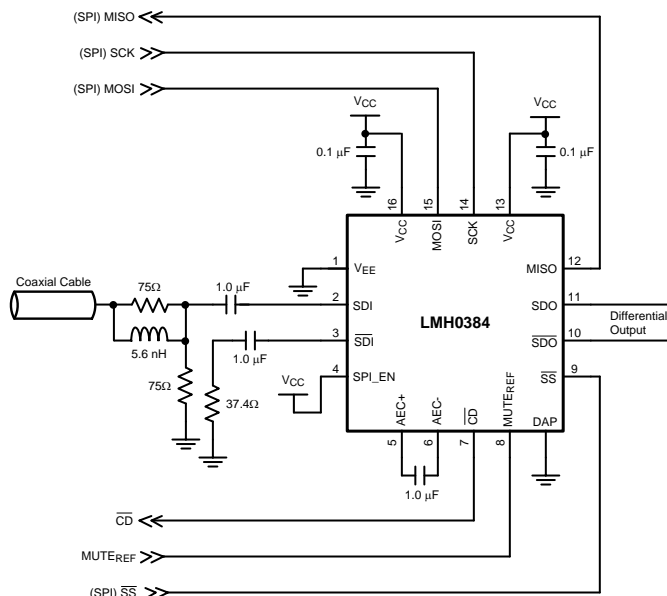 (SPI) MISO
(SPI) SCK
(SPI) MOSI
VCC
VCC
0.1 μF
0.1 μF
16
15
14
13
VCC
MOSI
SCK
VCC
1
VEE
MISO
12
Coaxial Cable
75Ω
1.0 μF
2
SDI
SDO
11
LMH0384
Differential
Output
5.6 nH
3
SDI
SDO
10
1.0 μF
VCC
4
SPI_EN
SS
9
75Ω
37.4Ω
AEC+
AEC-
CD
MUTEREF
DAP
5
6
7
8
1.0 μF
CD
MUTEREF
(SPI) SS